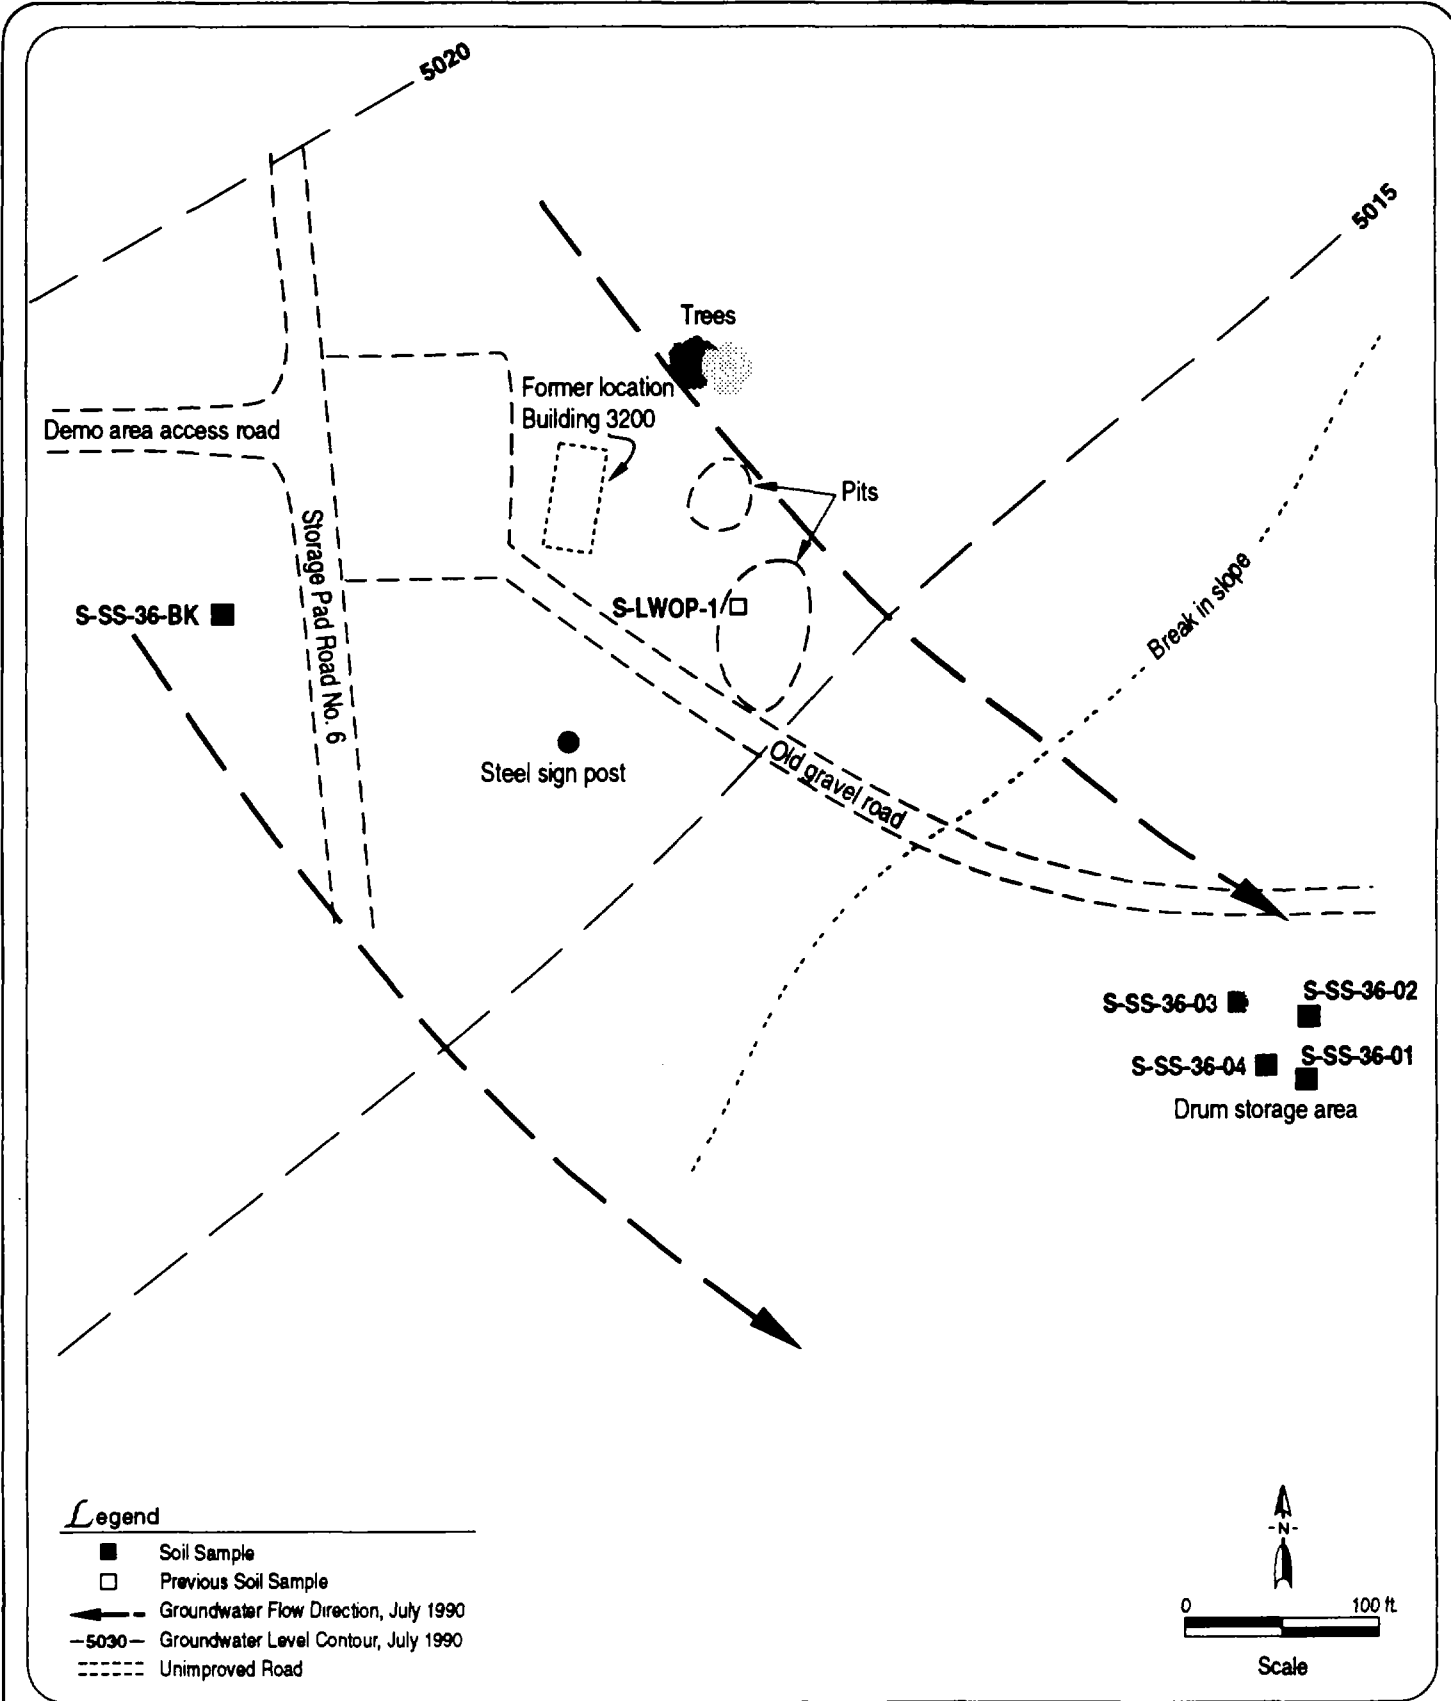 5020
5015
Trees
Former location
Building 3200
Demo area access road
Pits
Storage Pad Road No. 6
Break in slope
S-SS-36-BK
S-LWOP-1
Steel sign post
Old gravel road
S-SS-36-03
S-SS-36-02
S-SS-36-04
S-SS-36-01
Drum storage area
Legend
Soil Sample
Previous Soil Sample
Groundwater Flow Direction, July 1990
-5030- Groundwater Level Contour, July 1990
Unimproved Road
-N-
0 100 ft.
Scale